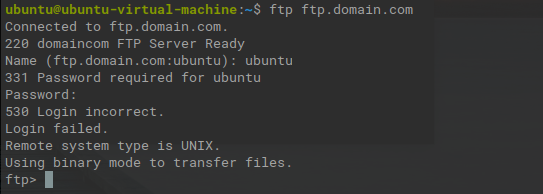 ubuntu@ubuntu-virtual-machine:~$ ftp ftp.domain.com
Connected to ftp.domain.com.
220 domaincom FTP Server Ready
Name (ftp.domain.com:ubuntu): ubuntu
331 Password required for ubuntu
Password:
530 Login incorrect.
Login failed.
Remote system type is UNIX.
Using binary mode to transfer files.
ftp>